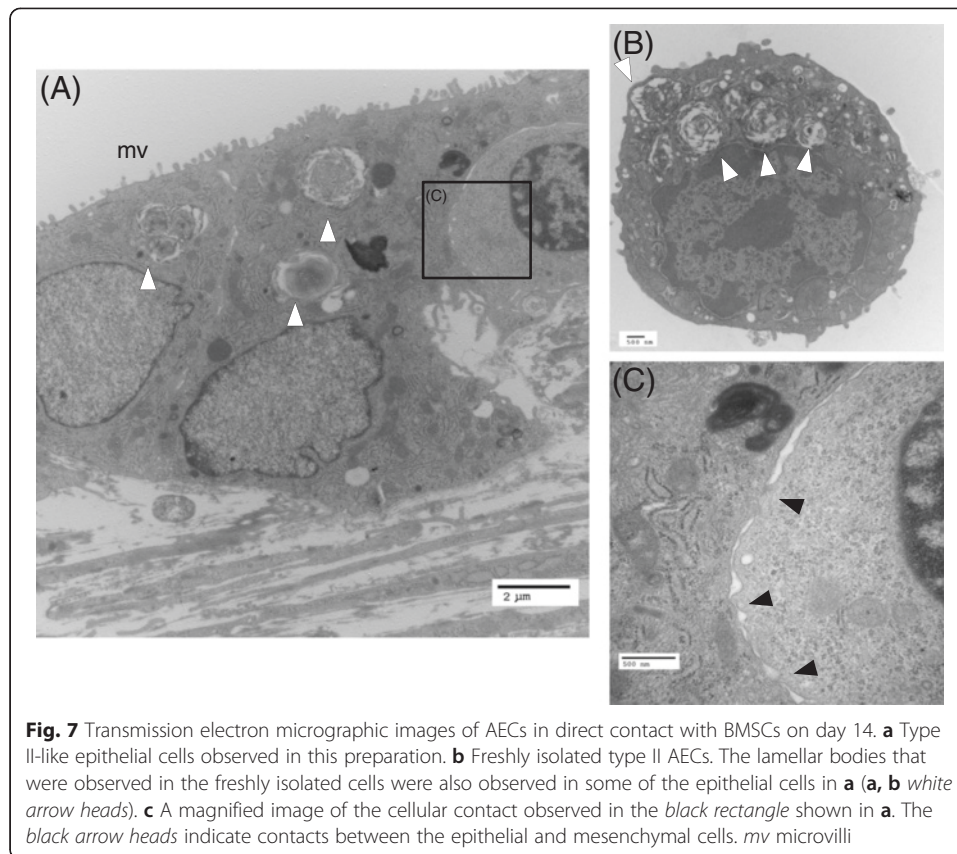 (A)
mv
(C)
2 µm
(B)
500 nm
(C)
500 nm
Fig. 7 Transmission electron micrographic images of AECs in direct contact with BMSCs on day 14. a Type
II-like epithelial cells observed in this preparation. b Freshly isolated type II AECs. The lamellar bodies that
were observed in the freshly isolated cells were also observed in some of the epithelial cells in a (a, b white
arrow heads). c A magnified image of the cellular contact observed in the black rectangle shown in a. The
black arrow heads indicate contacts between the epithelial and mesenchymal cells. mv microvilli